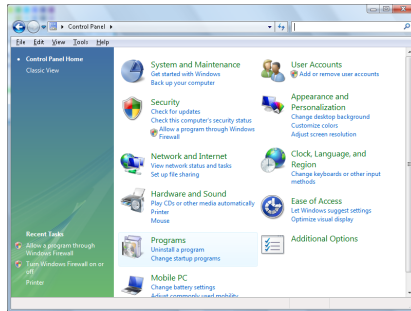 Control Panel
File Edit View Tools Help
Control Panel Home
Classic View
System and Maintenance
Get started with Windows
Back up your computer
Security
Check for updates
Check this computer's security status
Allow a program through Windows
Firewall
Network and Internet
View network status and tasks
Set up file sharing
Hardware and Sound
Play CDs or other media automatically
Printer
Mouse
Programs
Uninstall a program
Change startup programs
Mobile PC
Change battery settings
Adjust commonly used mobility
User Accounts
Add or remove user accounts
Appearance and
Personalization
Change desktop background
Customize colors
Adjust screen resolution
Clock, Language, and
Region
Change keyboards or other input
methods
Ease of Access
Let Windows suggest settings
Optimize visual display
Additional Options
Recent Tasks
Allow a program through
Windows Firewall
Turn Windows Firewall on or
off
Printer